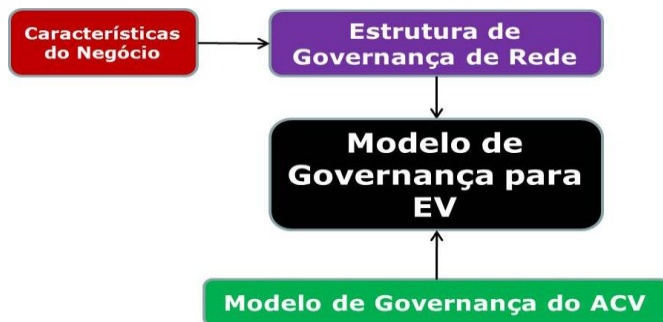 Características
do Negócio
Estrutura de
Governança de Rede
Modelo de
Governança para
EV
Modelo de Governança do ACV